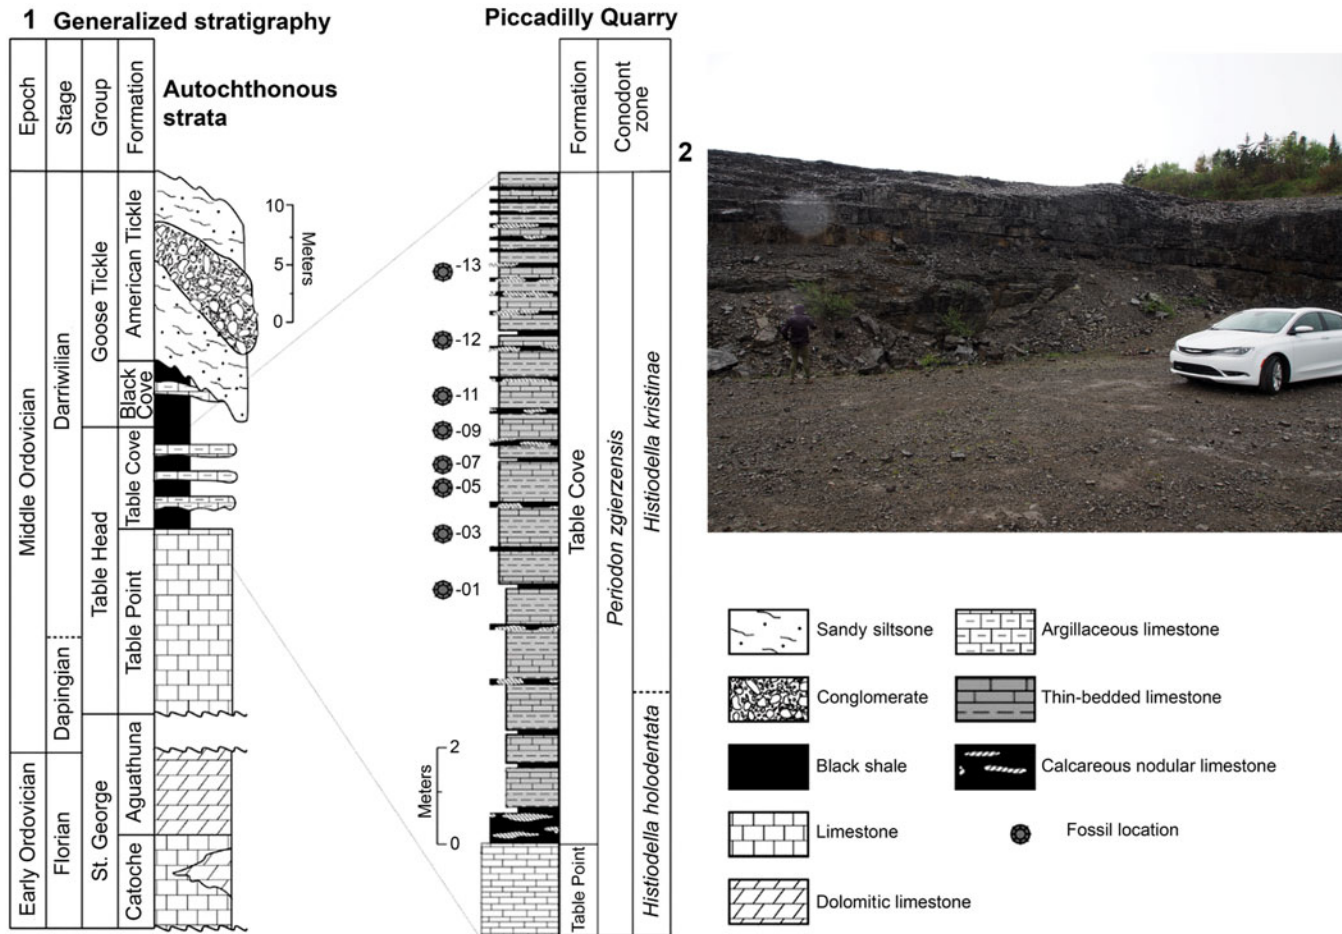 1 Generalized stratigraphy
Epoch
Stage
Group
Formation
Autochthonous
strata
Middle Ordovician
Early Ordovician
Darriwilian
Dapingian
Florian
Goose Tickle
Table Head
St. George
American Tickle
Black
Cove
Table Cove
Table Point
Aguathuna
Catoche
10
5
0
Meters
Piccadilly Quarry
Formation
Conodont
zone
-13
-12
-11
-09
-07
-05
-03
-01
2
0
Meters
Table Cove
Table Point
Periodon zgierzensis
Histiodella kristinae
Histiodella holodentata
2
Sandy siltsone
Conglomerate
Black shale
Limestone
Dolomitic limestone
Argillaceous limestone
Thin-bedded limestone
Calcareous nodular limestone
Fossil location